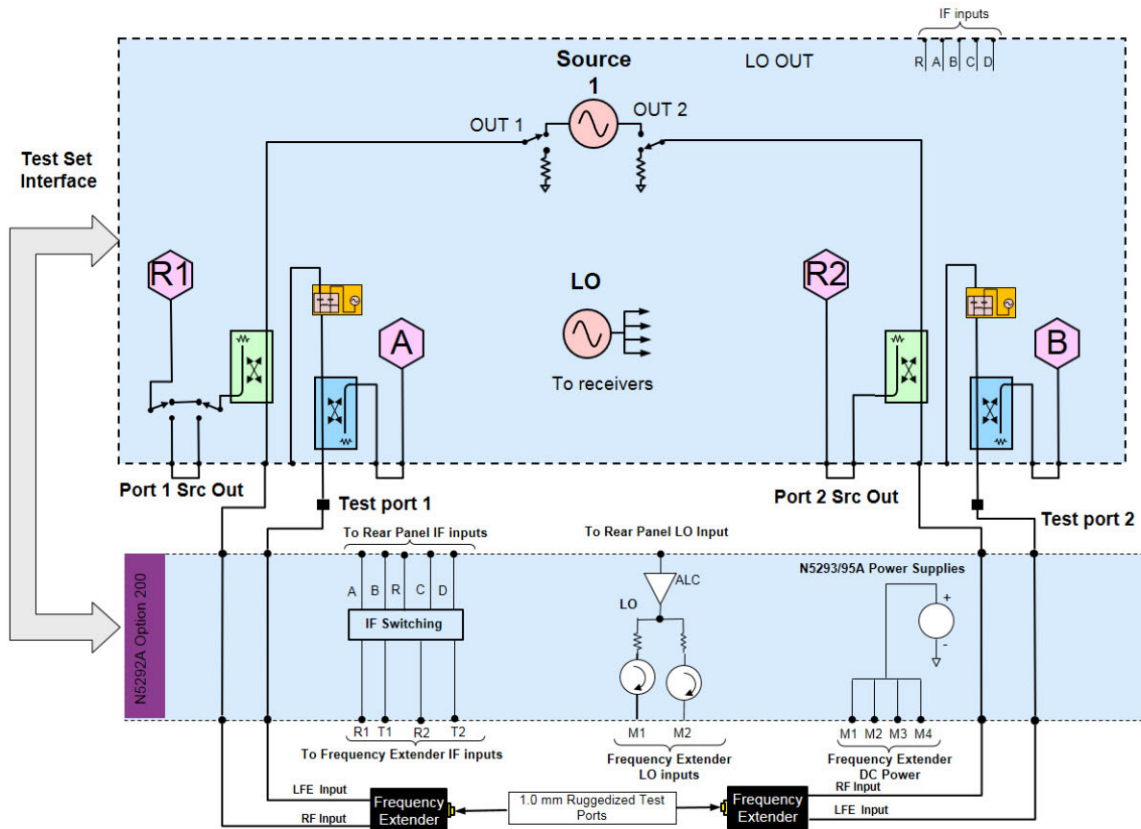 IF inputs
R A B C D
LO OUT
Source
1
OUT 1
OUT 2
Test Set
Interface
R1
A
LO
To receivers
R2
B
Port 1 Src Out
Test port 1
Port 2 Src Out
Test port 2
To Rear Panel IF inputs
To Rear Panel LO Input
N5293/95A Power Supplies
N5292A Option 200
A B R C D
IF Switching
R1 T1 R2 T2
To Frequency Extender IF inputs
ALC
LO
M1 M2
Frequency Extender
LO inputs
+
-
M1 M2 M3 M4
Frequency Extender
DC Power
LFE Input
RF Input
Frequency
Extender
1.0 mm Ruggedized Test
Ports
Frequency
Extender
RF Input
LFE Input